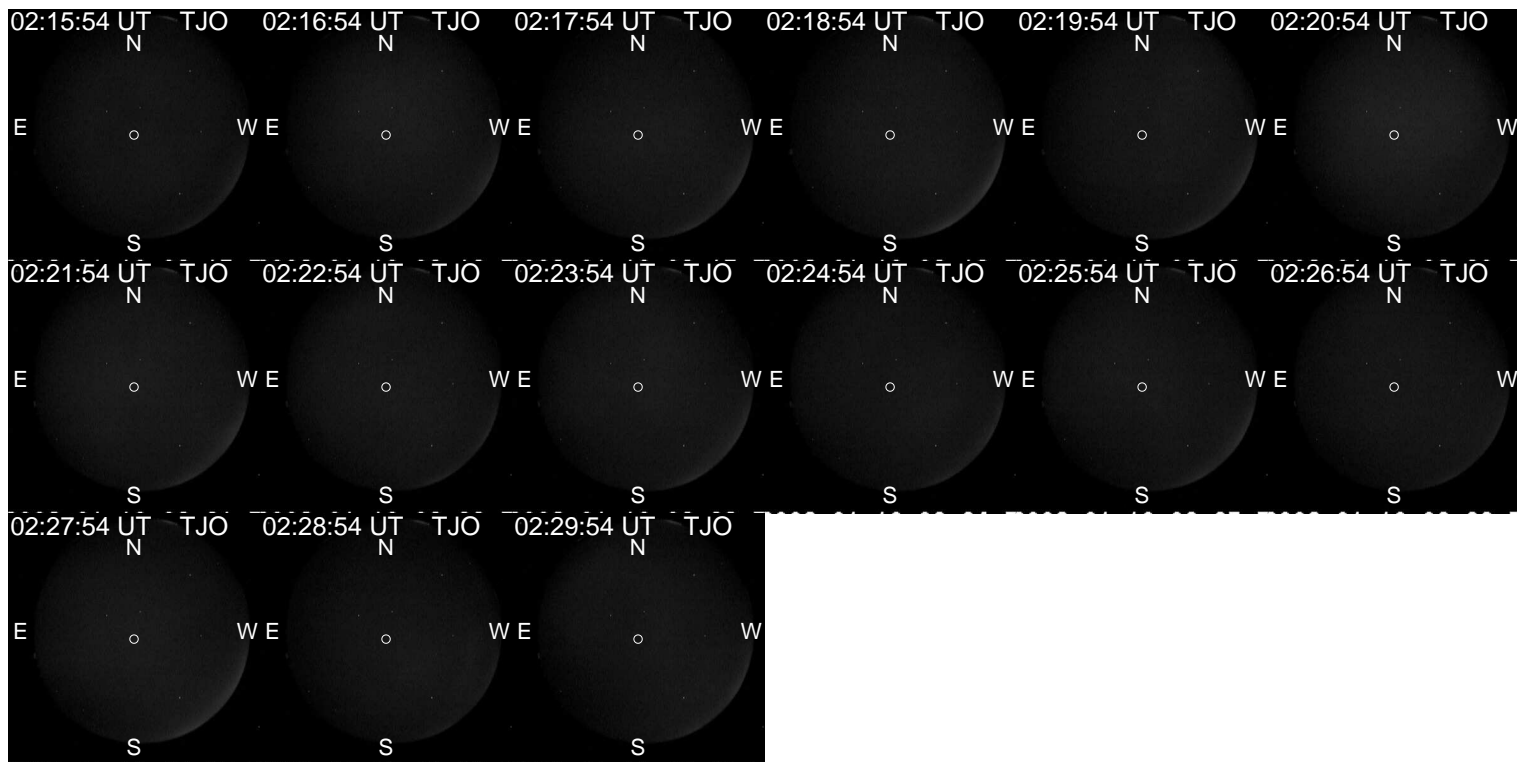 02:15:54 UT TJO 02:16:54 UT TJO 02:17:54 UT TJO 02:18:54 UT TJO 02:19:54 UT TJO 02:20:54 UT TJO
N N N N N N
E W E W E W E W E W E W
S S S S S S
02:21:54 UT TJO 02:22:54 UT TJO 02:23:54 UT TJO 02:24:54 UT TJO 02:25:54 UT TJO 02:26:54 UT TJO
N N N N N N
E W E W E W E W E W E W
S S S S S S
02:27:54 UT TJO 02:28:54 UT TJO 02:29:54 UT TJO
N N N
E W E W E W
S S S